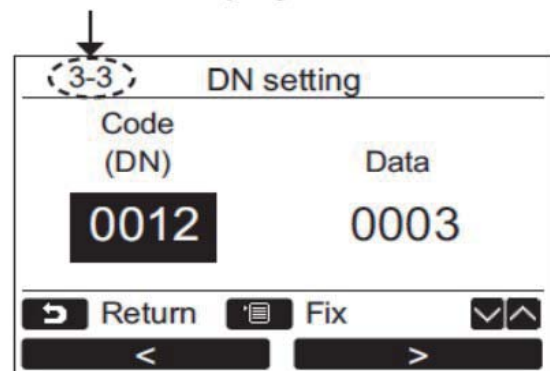 3-3 DN setting
Code
(DN) Data
0012 0003
Return Fix
< >